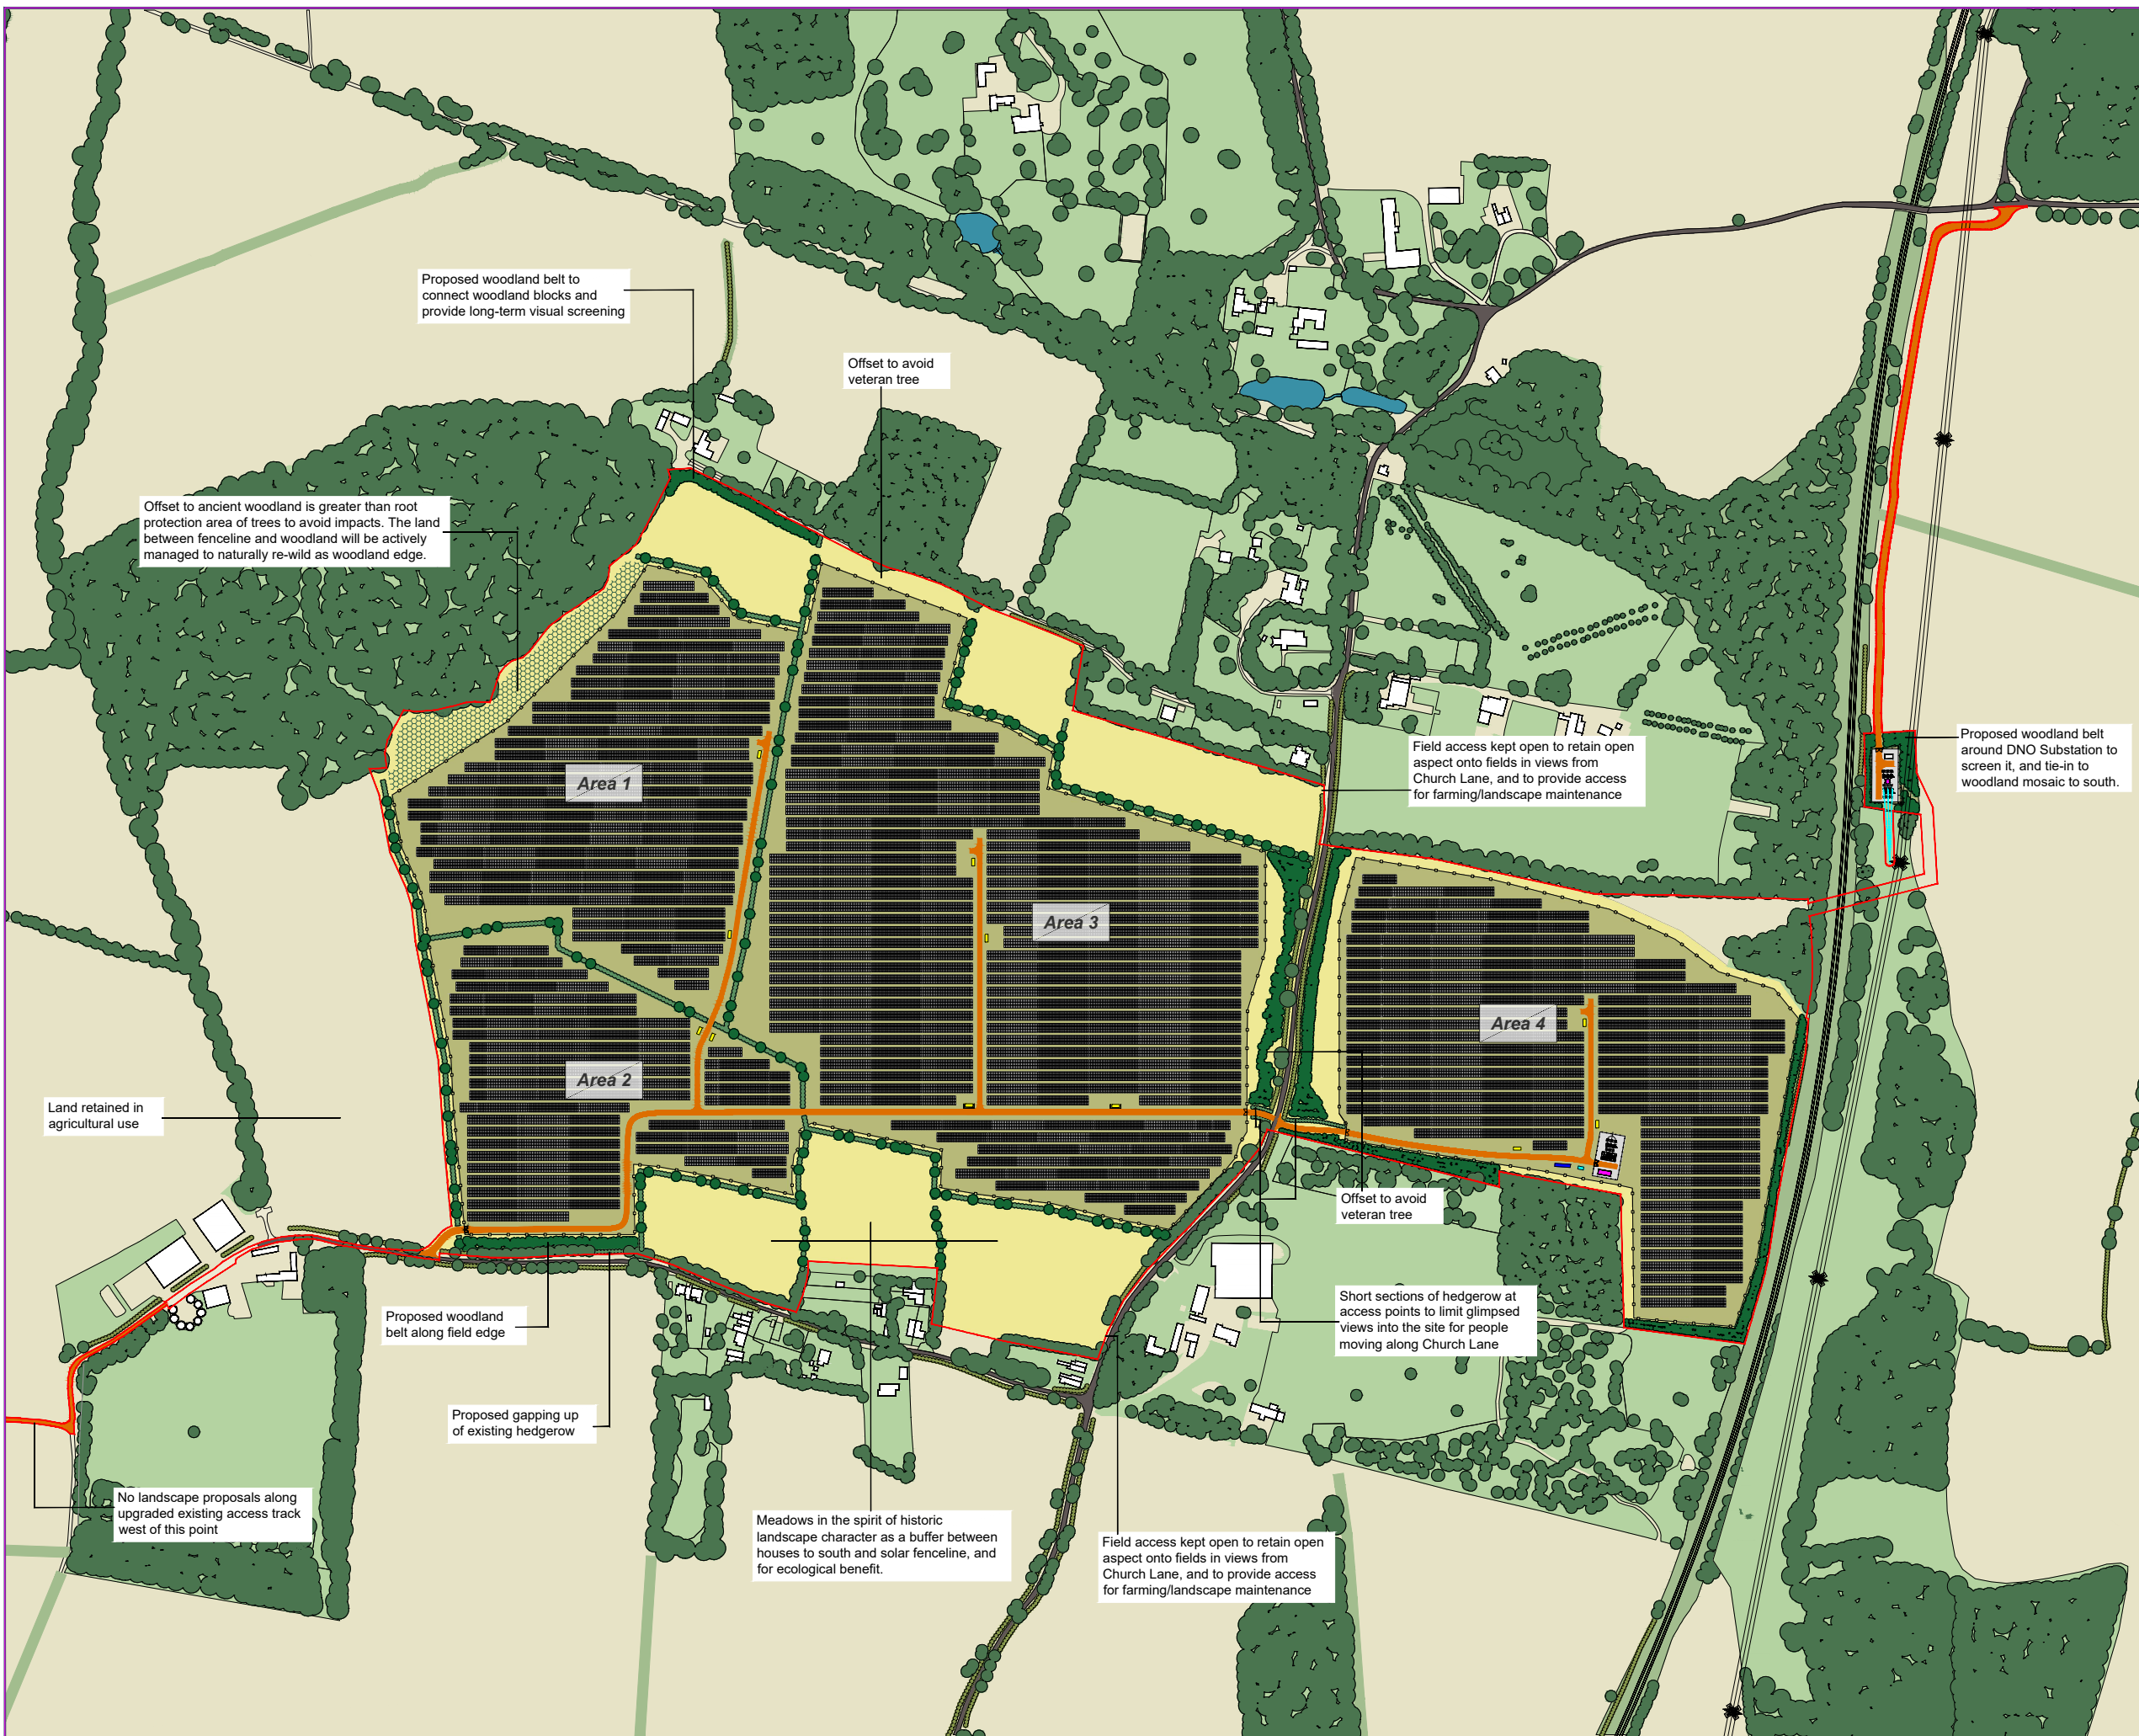 Proposed woodland belt to
connect woodland blocks and
provide long-term visual screening
Offset to avoid
veteran tree
Offset to ancient woodland is greater than root
protection area of trees to avoid impacts. The land
between fenceline and woodland will be actively
managed to naturally re-wild as woodland edge.
Proposed woodland belt
around DNO Substation to
screen it, and tie-in to
woodland mosaic to south.
Field access kept open to retain open
aspect onto fields in views from
Church Lane, and to provide access
for farming/landscape maintenance
Area 1
Area 3
Area 4
Area 2
Land retained in
agricultural use
Offset to avoid
veteran tree
Short sections of hedgerow at
access points to limit glimpsed
views into the site for people
moving along Church Lane
Proposed woodland
belt along field edge
Proposed gapping up
of existing hedgerow
No landscape proposals along
upgraded existing access track
west of this point
Meadows in the spirit of historic
landscape character as a buffer between
houses to south and solar fenceline, and
for ecological benefit.
Field access kept open to retain open
aspect onto fields in views from
Church Lane, and to provide access
for farming/landscape maintenance